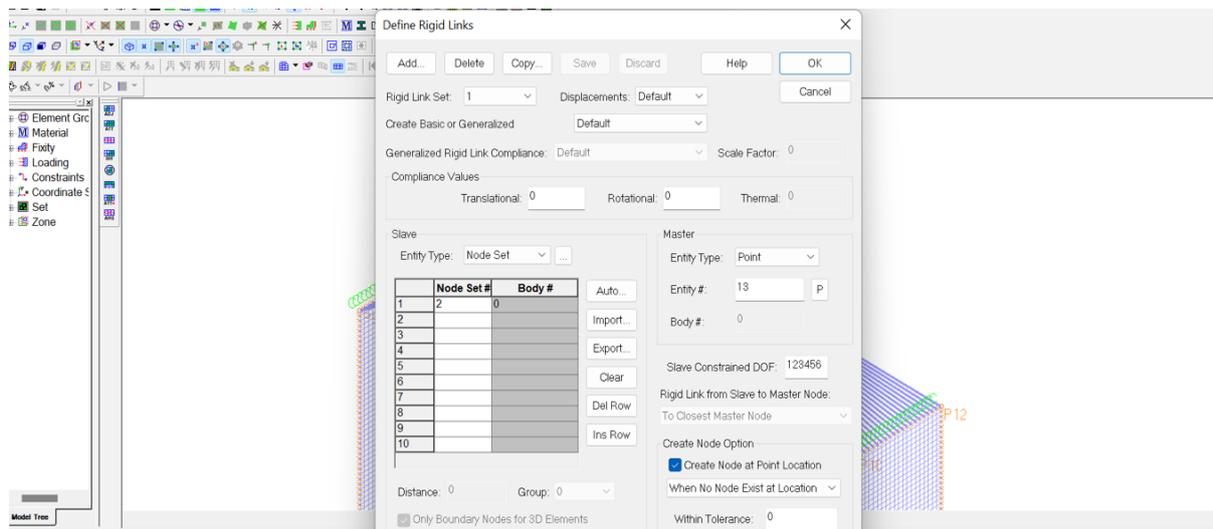 Define Rigid Links
Add... Delete Copy... Save Discard Help OK
Cancel
Rigid Link Set: 1 Displacements: Default
Create Basic or Generalized Default
Generalized Rigid Link Compliance: Default Scale Factor: 0
Compliance Values
Translational: 0 Rotational: 0 Thermal: 0
Slave
Entity Type: Node Set ...
Node Set # Body #
1 2 0
2
3
4
5
6
7
8
9
10
Auto...
Import...
Export...
Clear
Del Row
Ins Row
Distance: 0 Group: 0
Only Boundary Nodes for 3D Elements
Master
Entity Type: Point
Entity #: 13 P
Body #: 0
Slave Constrained DOF: 123456
Rigid Link from Slave to Master Node:
To Closest Master Node
Create Node Option
Create Node at Point Location
When No Node Exist at Location
Within Tolerance: 0
Element Grc
Material
Fixity
Loading
Constraints
Coordinate S
Set
Zone
Model Tree
P 12